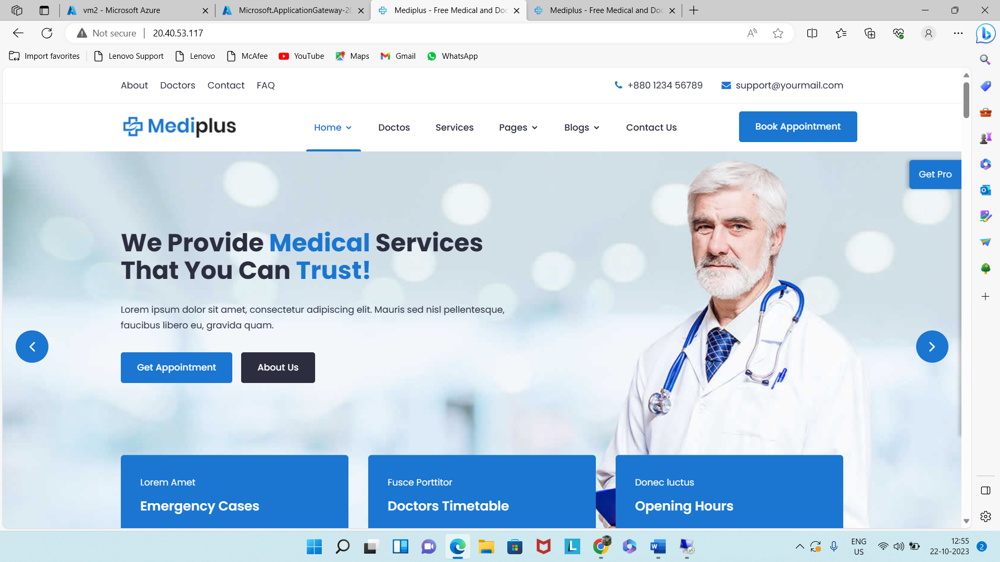 vm2 - Microsoft Azure
Microsoft.ApplicationGateway-20
Mediplus - Free Medical and Doc
Mediplus - Free Medical and Doc
Not secure
20.40.53.117
Import favorites
Lenovo Support
Lenovo
McAfee
YouTube
Maps
Gmail
WhatsApp
About Doctors Contact FAQ
+880 1234 56789
support@yourmail.com
Mediplus
Home
Doctos
Services
Pages
Blogs
Contact Us
Book Appointment
Get Pro
We Provide Medical Services
That You Can Trust!
Lorem ipsum dolor sit amet, consectetur adipiscing elit. Mauris sed nisl pellentesque,
faucibus libero eu, gravida quam.
Get Appointment
About Us
Lorem Amet
Emergency Cases
Fusce Porttitor
Doctors Timetable
Donec luctus
Opening Hours
ENG
US
12:55
22-10-2023
2